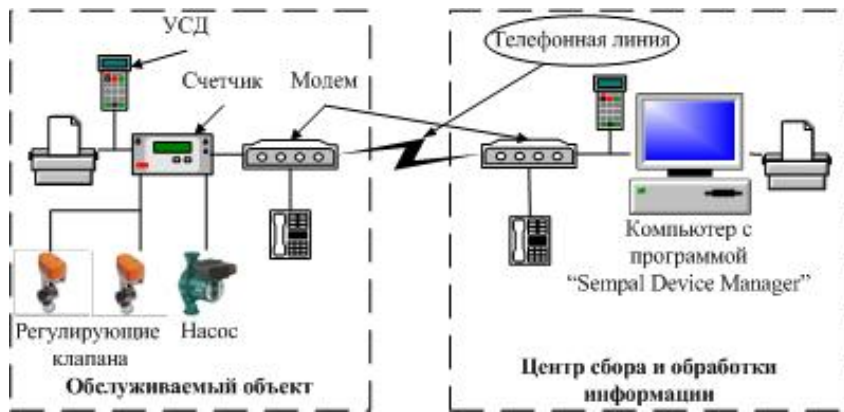 УСД
Счетчик
Модем
Телефонная линия
Регулирующие
клапана
Насос
Обслуживаемый объект
Компьютер с
программой
“Sempal Device Manager”
Центр сбора и обработки
информации